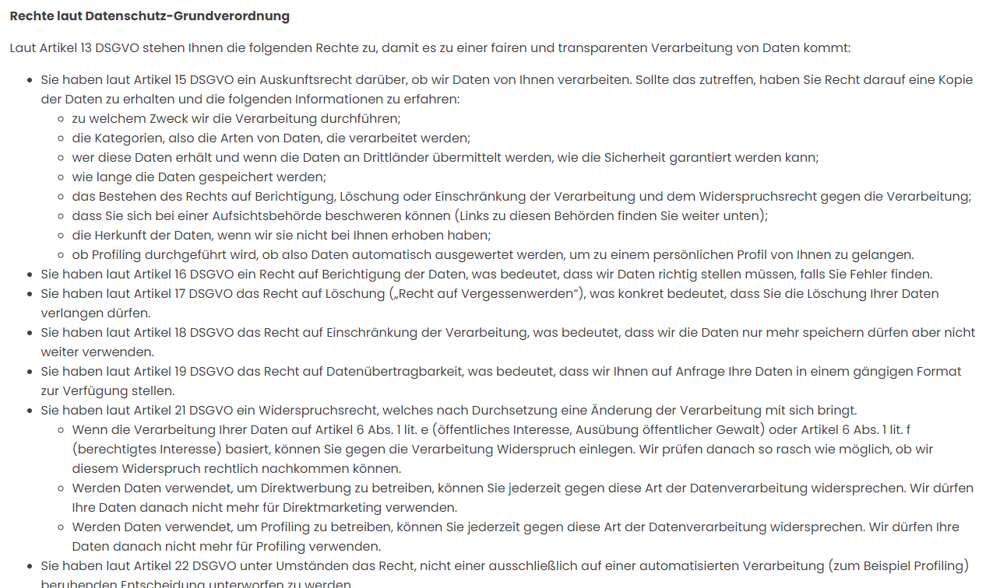 Rechte laut Datenschutz-Grundverordnung
Laut Artikel 13 DSGVO stehen Ihnen die folgenden Rechte zu, damit es zu einer fairen und transparenten Verarbeitung von Daten kommt:
• Sie haben laut Artikel 15 DSGVO ein Auskunftsrecht darüber, ob wir Daten von Ihnen verarbeiten. Sollte das zutreffen, haben Sie Recht darauf eine Kopie
der Daten zu erhalten und die folgenden Informationen zu erfahren:
◦ zu welchem Zweck wir die Verarbeitung durchführen;
◦ die Kategorien, also die Arten von Daten, die verarbeitet werden;
◦ wer diese Daten erhält und wenn die Daten an Drittländer übermittelt werden, wie die Sicherheit garantiert werden kann;
◦ wie lange die Daten gespeichert werden;
◦ das Bestehen des Rechts auf Berichtigung, Löschung oder Einschränkung der Verarbeitung und dem Widerspruchsrecht gegen die Verarbeitung;
◦ dass Sie sich bei einer Aufsichtsbehörde beschweren können (Links zu diesen Behörden finden Sie weiter unten);
◦ die Herkunft der Daten, wenn wir sie nicht bei Ihnen erhoben haben;
◦ ob Profiling durchgeführt wird, ob also Daten automatisch ausgewertet werden, um zu einem persönlichen Profil von Ihnen zu gelangen.
• Sie haben laut Artikel 16 DSGVO ein Recht auf Berichtigung der Daten, was bedeutet, dass wir Daten richtig stellen müssen, falls Sie Fehler finden.
• Sie haben laut Artikel 17 DSGVO das Recht auf Löschung („Recht auf Vergessenwerden“), was konkret bedeutet, dass Sie die Löschung Ihrer Daten
verlangen dürfen.
• Sie haben laut Artikel 18 DSGVO das Recht auf Einschränkung der Verarbeitung, was bedeutet, dass wir die Daten nur mehr speichern dürfen aber nicht
weiter verwenden.
• Sie haben laut Artikel 19 DSGVO das Recht auf Datenübertragbarkeit, was bedeutet, dass wir Ihnen auf Anfrage Ihre Daten in einem gängigen Format
zur Verfügung stellen.
• Sie haben laut Artikel 21 DSGVO ein Widerspruchsrecht, welches nach Durchsetzung eine Änderung der Verarbeitung mit sich bringt.
◦ Wenn die Verarbeitung Ihrer Daten auf Artikel 6 Abs. 1 lit. e (öffentliches Interesse, Ausübung öffentlicher Gewalt) oder Artikel 6 Abs. 1 lit. f
(berechtigtes Interesse) basiert, können Sie gegen die Verarbeitung Widerspruch einlegen. Wir prüfen danach so rasch wie möglich, ob wir
diesem Widerspruch rechtlich nachkommen können.
◦ Werden Daten verwendet, um Direktwerbung zu betreiben, können Sie jederzeit gegen diese Art der Datenverarbeitung widersprechen. Wir dürfen
Ihre Daten danach nicht mehr für Direktmarketing verwenden.
◦ Werden Daten verwendet, um Profiling zu betreiben, können Sie jederzeit gegen diese Art der Datenverarbeitung widersprechen. Wir dürfen Ihre
Daten danach nicht mehr für Profiling verwenden.
• Sie haben laut Artikel 22 DSGVO unter Umständen das Recht, nicht einer ausschließlich auf einer automatisierten Verarbeitung (zum Beispiel Profiling)
beruhenden Entscheidung unterworfen zu werden.